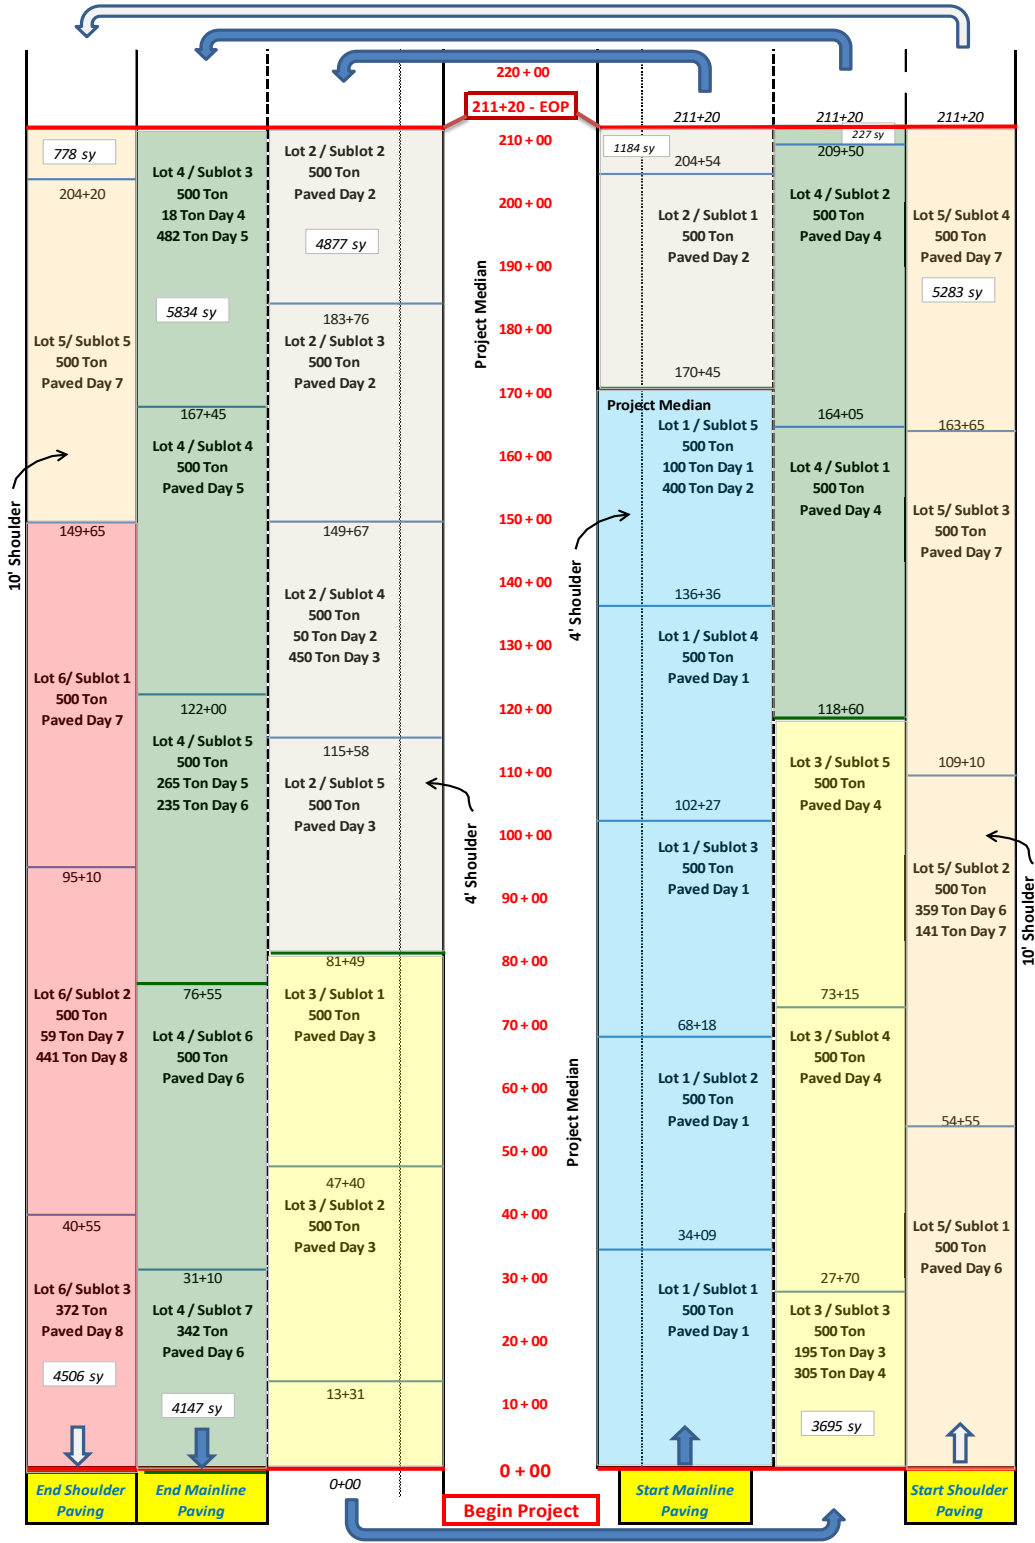 220 + 00
211+20 - EOP
211+20
211+20
211+20
210 + 00
200 + 00
190 + 00
180 + 00
170 + 00
160 + 00
150 + 00
140 + 00
130 + 00
120 + 00
110 + 00
100 + 00
90 + 00
80 + 00
70 + 00
60 + 00
50 + 00
40 + 00
30 + 00
20 + 00
10 + 00
0 + 00
Begin Project
Project Median
Project Median
778 sy
204+20
Lot 5/ Sublot 5
500 Ton
Paved Day 7
10' Shoulder
149+65
Lot 6/ Sublot 1
500 Ton
Paved Day 7
95+10
Lot 6/ Sublot 2
500 Ton
59 Ton Day 7
441 Ton Day 8
40+55
Lot 6/ Sublot 3
372 Ton
Paved Day 8
4506 sy
End Shoulder
Paving
Lot 4 / Sublot 3
500 Ton
18 Ton Day 4
482 Ton Day 5
5834 sy
167+45
Lot 4 / Sublot 4
500 Ton
Paved Day 5
122+00
Lot 4 / Sublot 5
500 Ton
265 Ton Day 5
235 Ton Day 6
76+55
Lot 4 / Sublot 6
500 Ton
Paved Day 6
31+10
Lot 4 / Sublot 7
342 Ton
Paved Day 6
4147 sy
End Mainline
Paving
Lot 2 / Sublot 2
500 Ton
Paved Day 2
4877 sy
183+76
Lot 2 / Sublot 3
500 Ton
Paved Day 2
149+67
Lot 2 / Sublot 4
500 Ton
50 Ton Day 2
450 Ton Day 3
115+58
Lot 2 / Sublot 5
500 Ton
Paved Day 3
4' Shoulder
81+49
Lot 3 / Sublot 1
500 Ton
Paved Day 3
47+40
Lot 3 / Sublot 2
500 Ton
Paved Day 3
13+31
0+00
1184 sy
204+54
Lot 2 / Sublot 1
500 Ton
Paved Day 2
170+45
Project Median
Lot 1 / Sublot 5
500 Ton
100 Ton Day 1
400 Ton Day 2
4' Shoulder
136+36
Lot 1 / Sublot 4
500 Ton
Paved Day 1
102+27
Lot 1 / Sublot 3
500 Ton
Paved Day 1
68+18
Lot 1 / Sublot 2
500 Ton
Paved Day 1
34+09
Lot 1 / Sublot 1
500 Ton
Paved Day 1
Start Mainline
Paving
227 sy
209+50
Lot 4 / Sublot 2
500 Ton
Paved Day 4
164+05
Lot 4 / Sublot 1
500 Ton
Paved Day 4
118+60
Lot 3 / Sublot 5
500 Ton
Paved Day 4
73+15
Lot 3 / Sublot 4
500 Ton
Paved Day 4
27+70
Lot 3 / Sublot 3
500 Ton
195 Ton Day 3
305 Ton Day 4
3695 sy
Lot 5/ Sublot 4
500 Ton
Paved Day 7
5283 sy
163+65
Lot 5/ Sublot 3
500 Ton
Paved Day 7
109+10
Lot 5/ Sublot 2
500 Ton
359 Ton Day 6
141 Ton Day 7
10' Shoulder
54+55
Lot 5/ Sublot 1
500 Ton
Paved Day 6
Start Shoulder
Paving